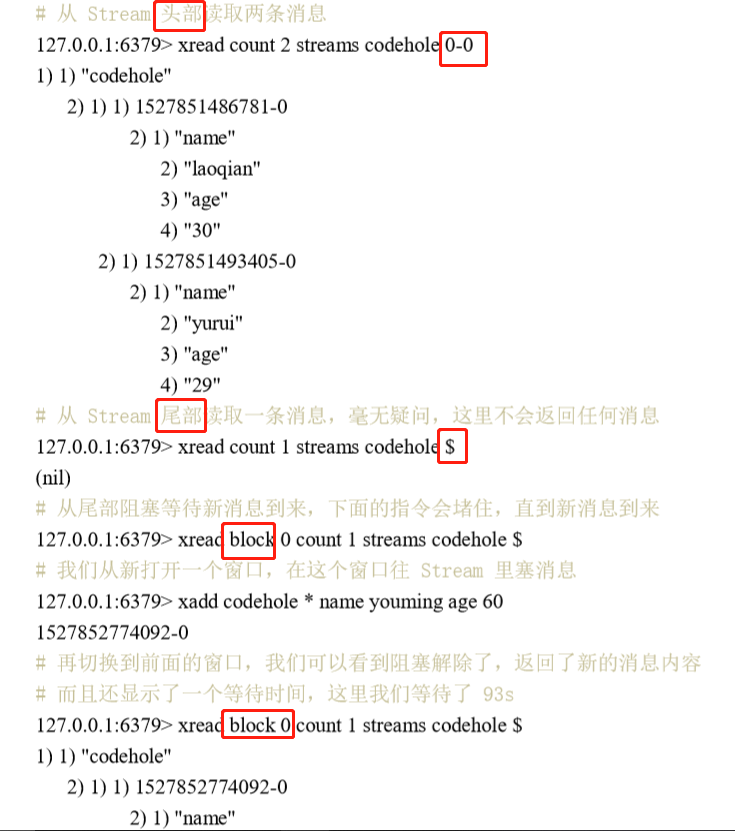 # 从 Stream 头部读取两条消息
127.0.0.1:6379> xread count 2 streams codehole 0-0
1) 1) "codehole"
2) 1) 1) 1527851486781-0
2) 1) "name"
2) "laoqian"
3) "age"
4) "30"
2) 1) 1527851493405-0
2) 1) "name"
2) "yurui"
3) "age"
4) "29"
# 从 Stream 尾部读取一条消息，毫无疑问，这里不会返回任何消息
127.0.0.1:6379> xread count 1 streams codehole $
(nil)
# 从尾部阻塞等待新消息到来，下面的指令会堵住，直到新消息到来
127.0.0.1:6379> xread block 0 count 1 streams codehole $
# 我们从新打开一个窗口，在这个窗口往 Stream 里塞消息
127.0.0.1:6379> xadd codehole * name youming age 60
1527852774092-0
# 再切换到前面的窗口，我们可以看到阻塞解除了，返回了新的消息内容
# 而且还显示了一个等待时间，这里我们等待了 93s
127.0.0.1:6379> xread block 0 count 1 streams codehole $
1) 1) "codehole"
2) 1) 1) 1527852774092-0
2) 1) "name"